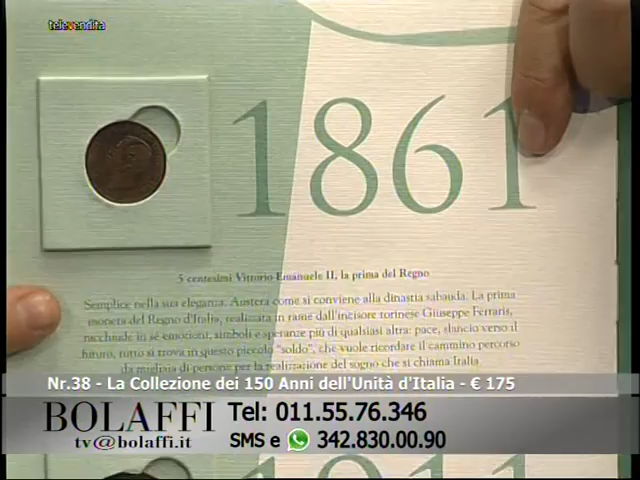 televendita
1861
5 centesimi Vittorio Emanuele II, la prima del Regno
Semplice nella sua eleganza. Austera come si conviene alla dinastia sabauda. La prima
moneta del Regno d'Italia, realizzata in rame dall'incisore torinese Giuseppe Ferraris,
racchiude in sé emozioni, simboli e speranze più di qualsiasi altra: pace, slancio verso il
futuro, tutto si trova in questo piccolo "soldo", che vuole ricordare il cammino percorso
da migliaia di persone per la realizzazione del sogno che si chiama Italia.
Nr.38 - La Collezione dei 150 Anni dell'Unità d'Italia - € 175
BOLAFFI
tv@bolaffi.it
Tel: 011.55.76.346
SMS e 342.830.00.90